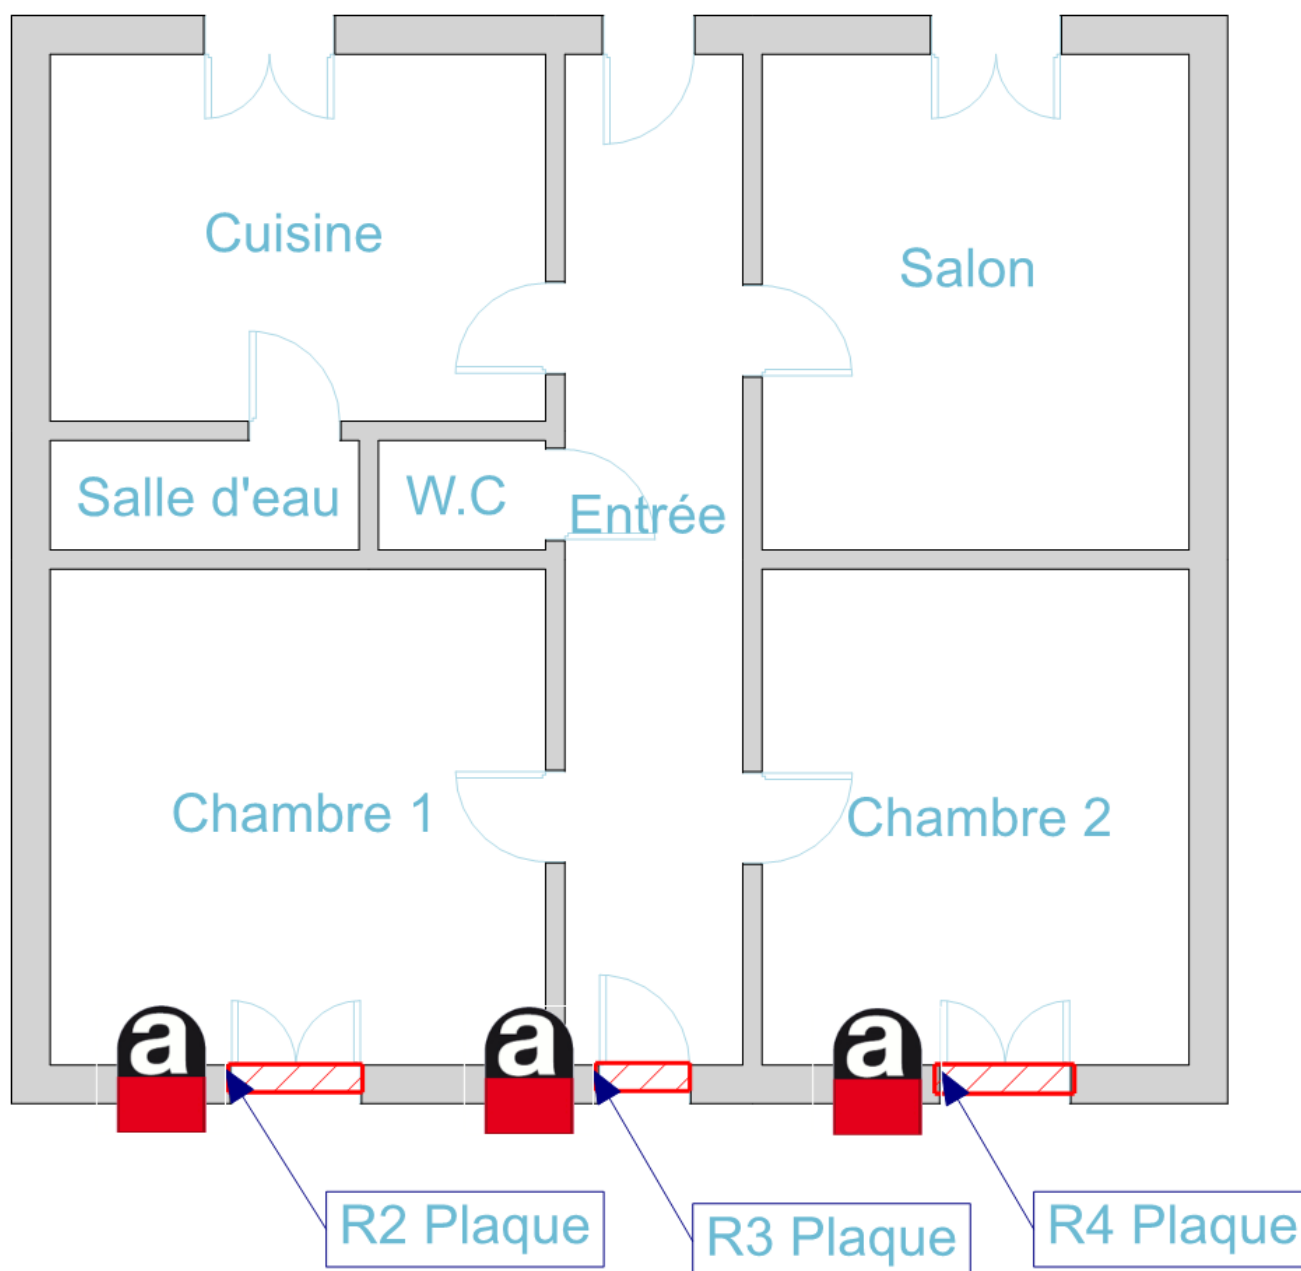 Cuisine
Salon
Salle d'eau
W.C
Entrée
Chambre 1
Chambre 2
a
a
a
R2 Plaque
R3 Plaque
R4 Plaque